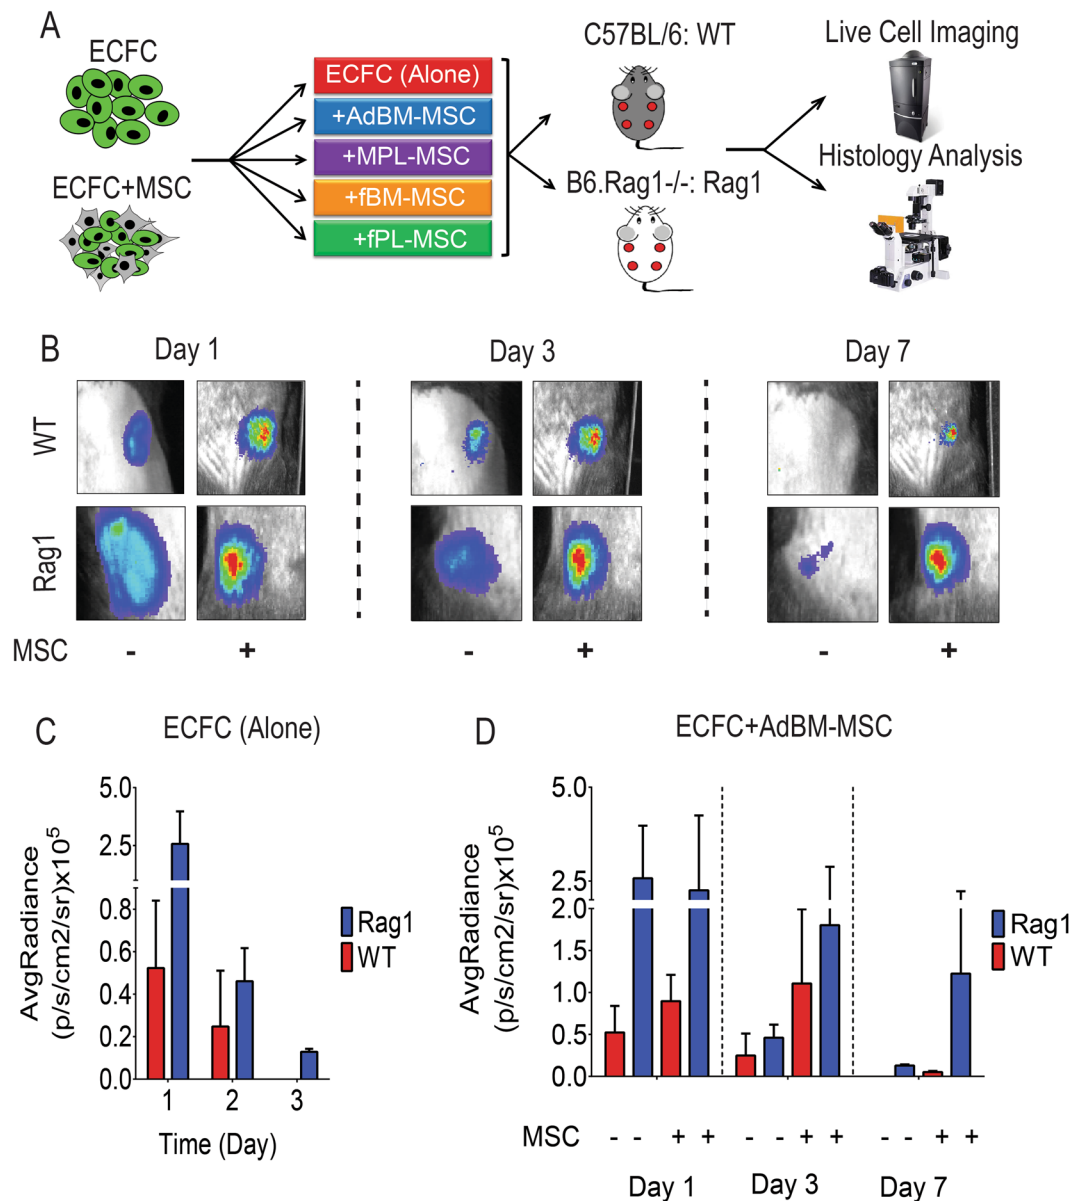 A
ECFC
ECFC+MSC
ECFC (Alone)
+AdBM-MSC
+MPL-MSC
+fBM-MSC
+fPL-MSC
C57BL/6: WT
B6.Rag1-/-: Rag1
Live Cell Imaging
Histology Analysis
B
Day 1
Day 3
Day 7
WT
Rag1
MSC - + - + - +
C
ECFC (Alone)
AvgRadiance
(p/s/cm2/sr)x10⁵
5.0
2.5
0.8
0.6
0.4
0.2
0.0
1 2 3
Time (Day)
Rag1
WT
D
ECFC+AdBM-MSC
AvgRadiance
(p/s/cm2/sr)x10⁵
5.0
2.5
2.0
1.5
1.0
0.5
0.0
Rag1
WT
MSC - - + + - - + + - - + +
Day 1 Day 3 Day 7